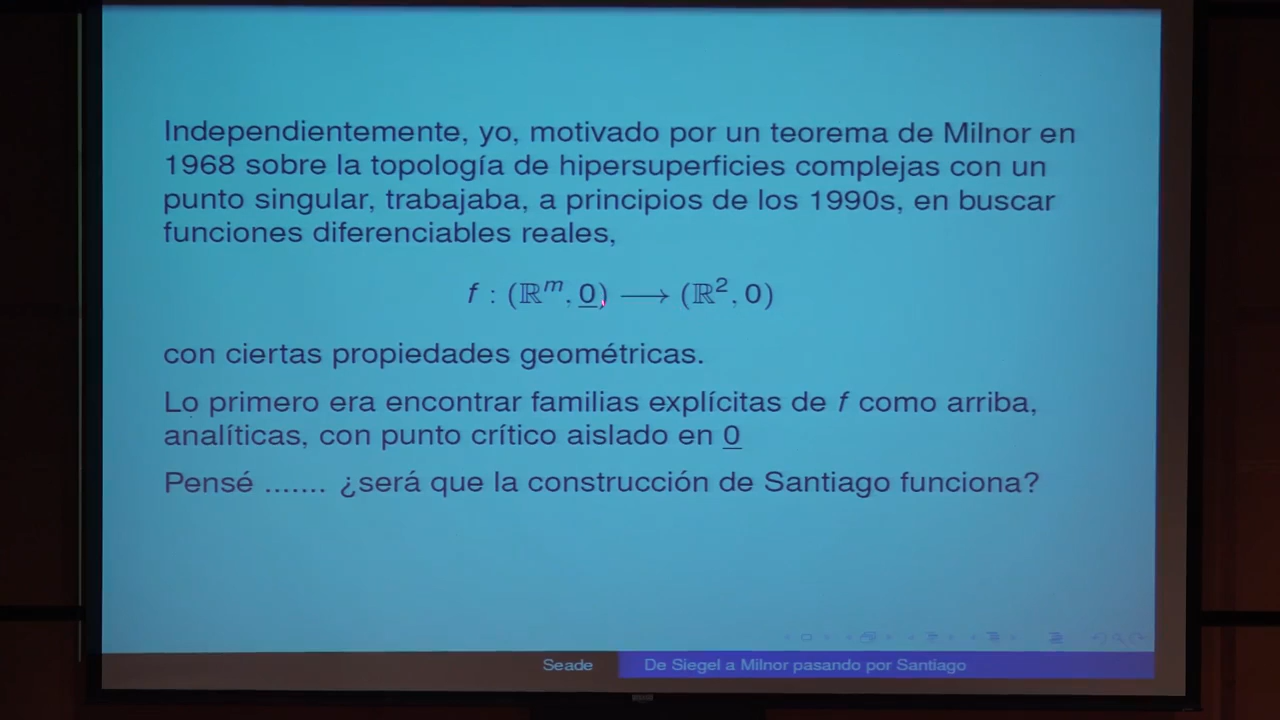 Independientemente, yo, motivado por un teorema de Milnor en
1968 sobre la topología de hipersuperficies complejas con un
punto singular, trabajaba, a principios de los 1990s, en buscar
funciones diferenciables reales,
f : (ℝᵐ, 0) ⟶ (ℝ², 0)
con ciertas propiedades geométricas.
Lo primero era encontrar familias explícitas de f como arriba,
analíticas, con punto crítico aislado en 0
Pensé ....... ¿será que la construcción de Santiago funciona?
Seade De Siegel a Milnor pasando por Santiago